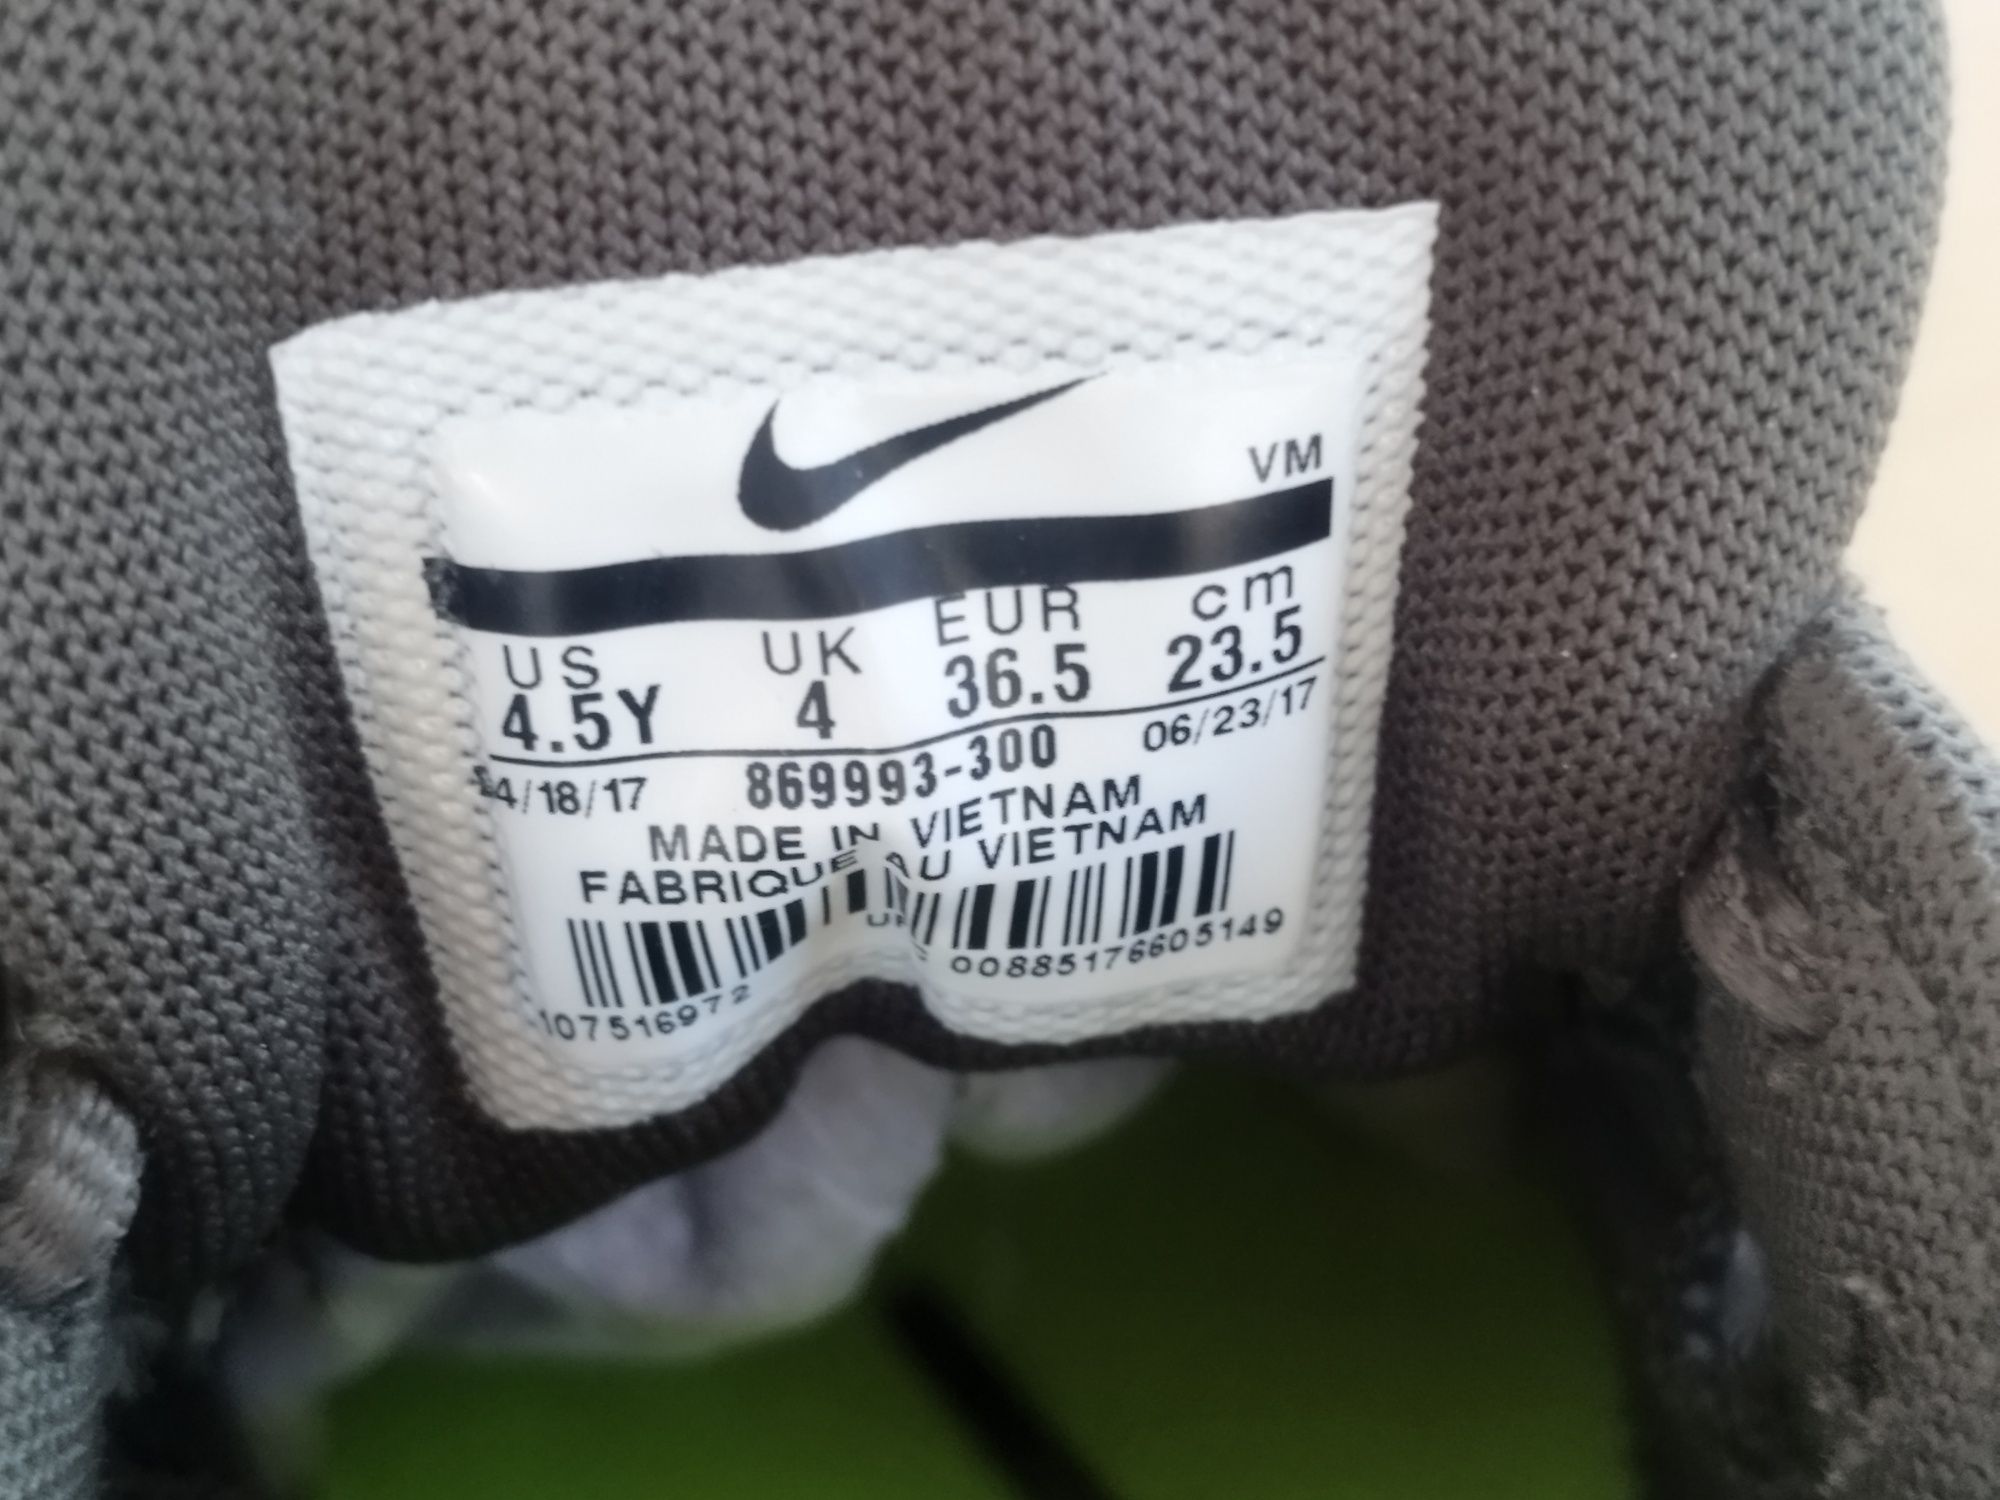 VM
US UK EUR cm
4.5Y 4 36.5 23.5
04/18/17 869993-300 06/23/17
MADE IN VIETNAM
FABRIQUE AU VIETNAM
107516972 00885176605149